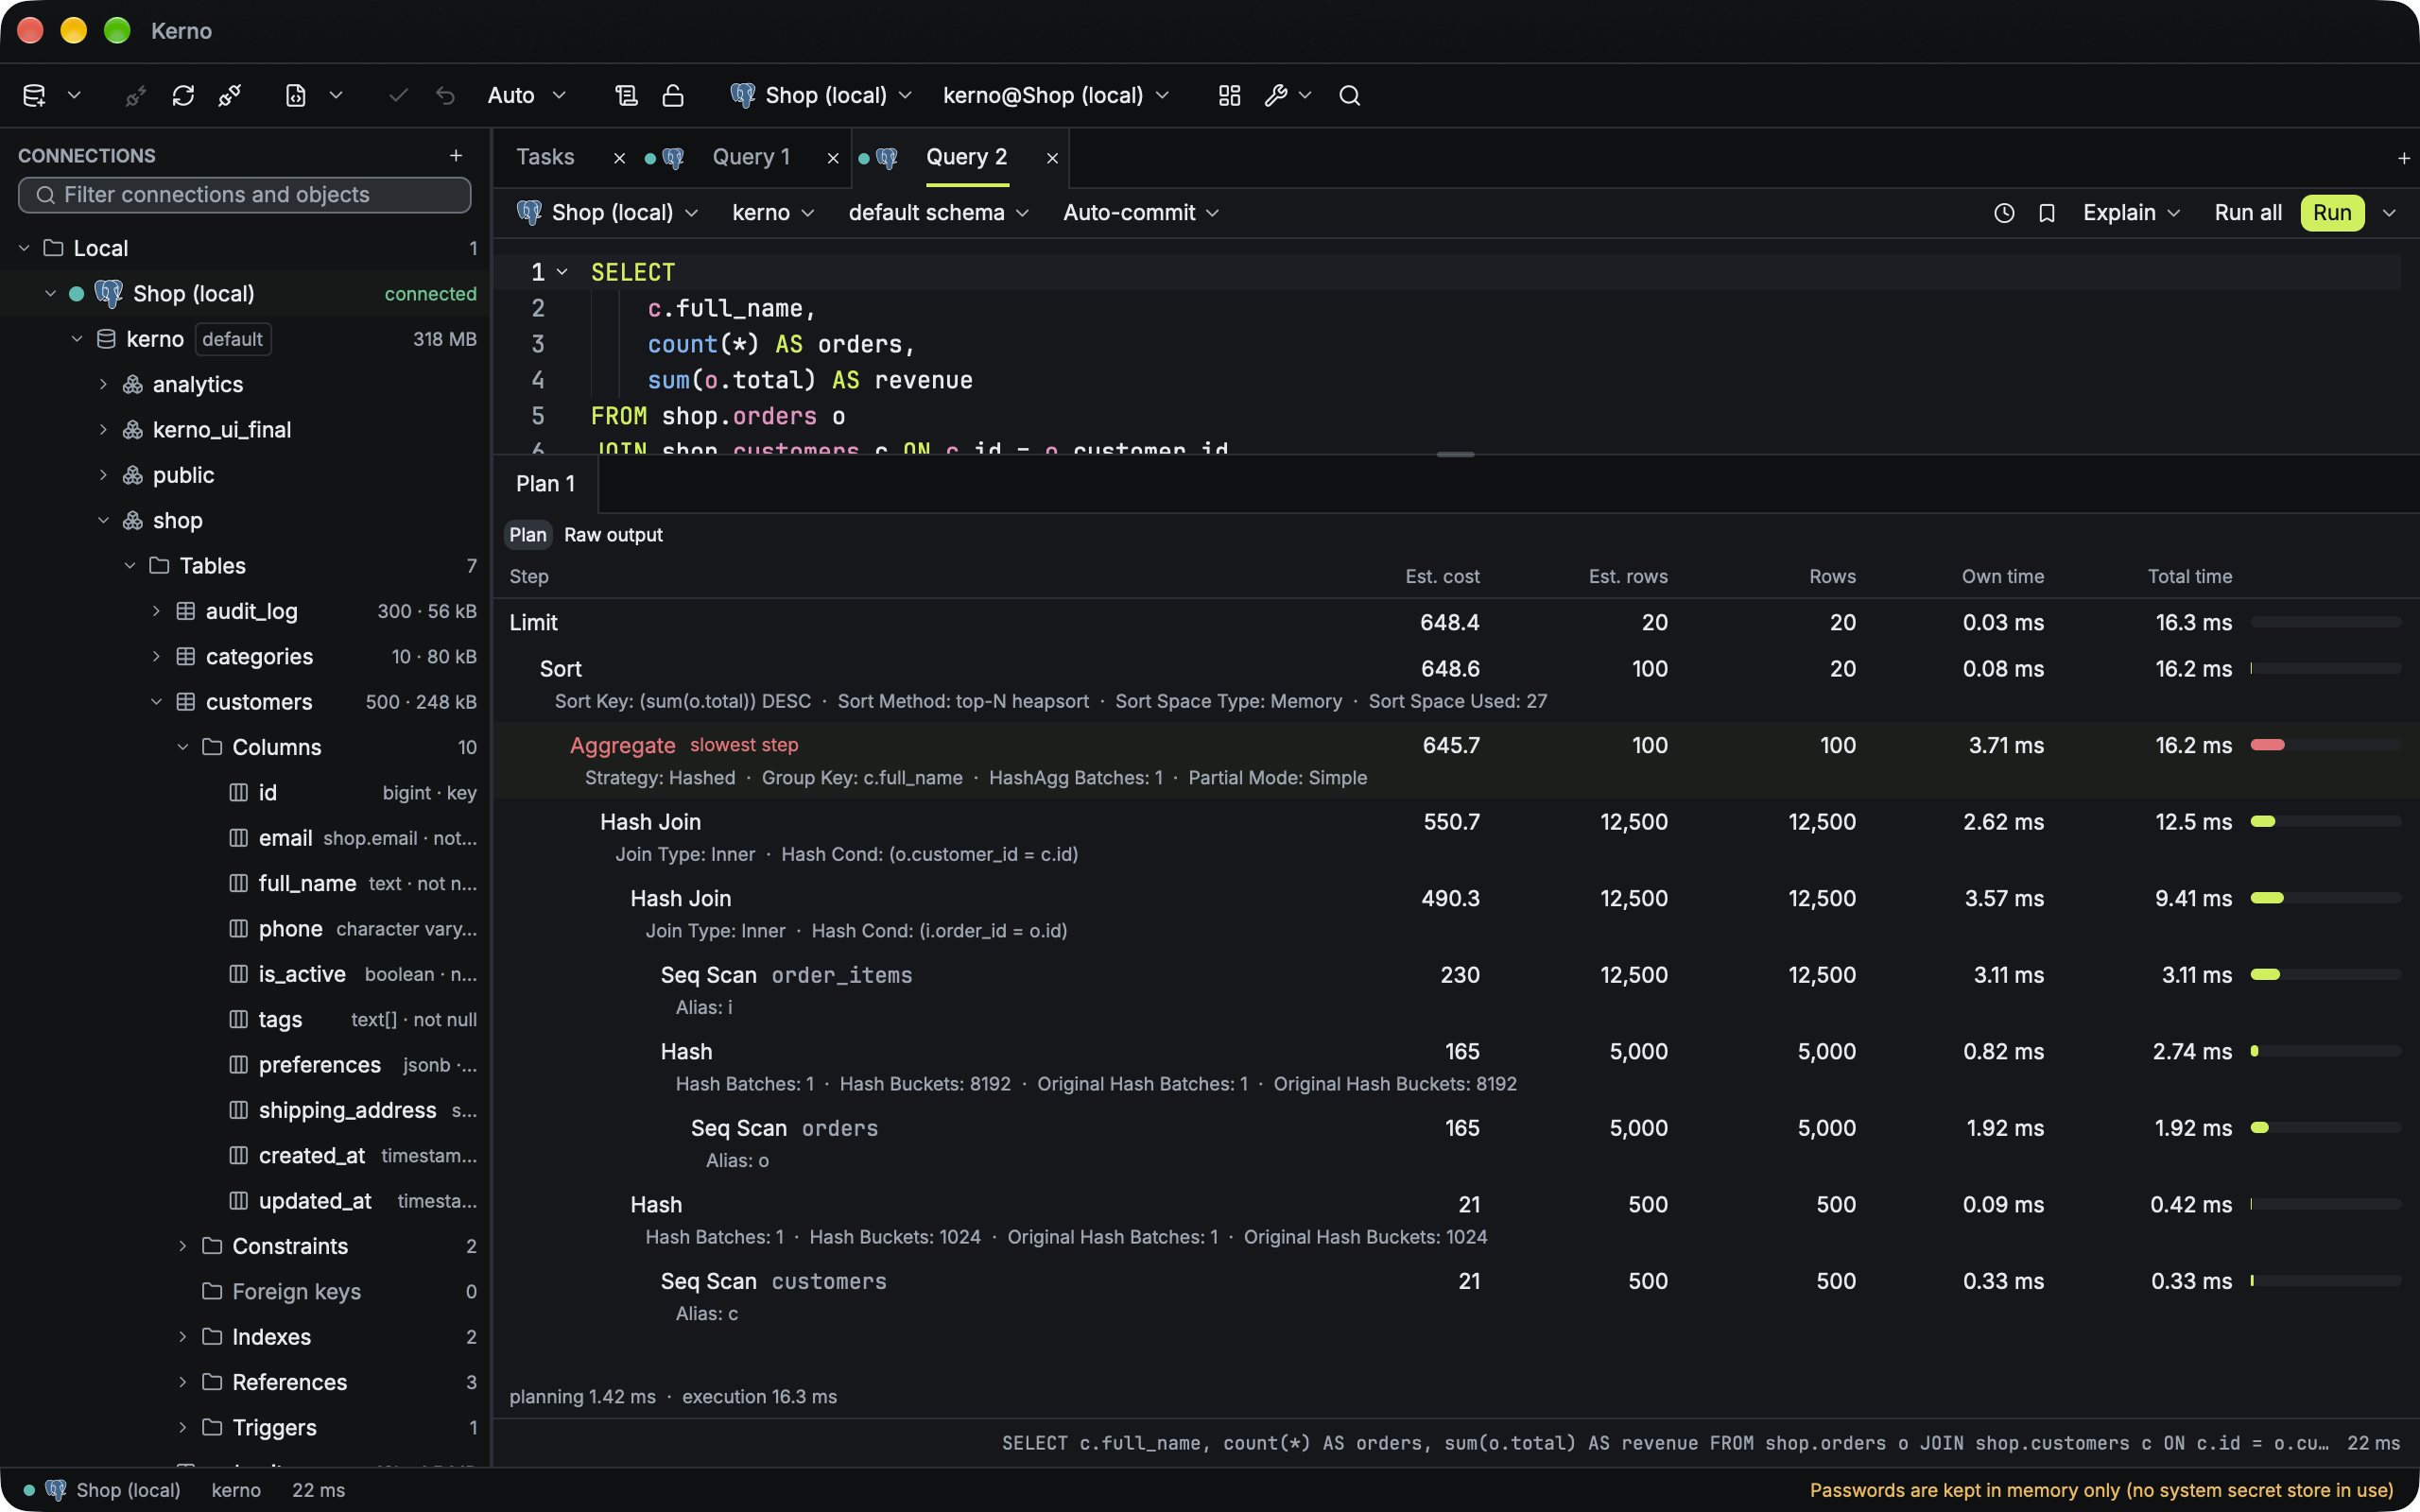 Kerno
Auto
Shop (local)
kerno@Shop (local)
CONNECTIONS
Filter connections and objects
Local 1
Shop (local) connected
kerno default 318 MB
analytics
kerno_ui_final
public
shop
Tables 7
audit_log 300 · 56 kB
categories 10 · 80 kB
customers 500 · 248 kB
Columns 10
id bigint · key
email shop.email · not...
full_name text · not n...
phone character vary...
is_active boolean · n...
tags text[] · not null
preferences jsonb ·...
shipping_address s...
created_at timestam...
updated_at timesta...
Constraints 2
Foreign keys 0
Indexes 2
References 3
Triggers 1
Tasks Query 1 Query 2
Shop (local) kerno default schema Auto-commit Explain Run all Run
1 SELECT
2 c.full_name,
3 count(*) AS orders,
4 sum(o.total) AS revenue
5 FROM shop.orders o
6 JOIN shop.customers c ON c.id = o.customer_id
Plan 1
Plan Raw output
Step Est. cost Est. rows Rows Own time Total time
Limit 648.4 20 20 0.03 ms 16.3 ms
Sort 648.6 100 20 0.08 ms 16.2 ms
Sort Key: (sum(o.total)) DESC · Sort Method: top-N heapsort · Sort Space Type: Memory · Sort Space Used: 27
Aggregate slowest step 645.7 100 100 3.71 ms 16.2 ms
Strategy: Hashed · Group Key: c.full_name · HashAgg Batches: 1 · Partial Mode: Simple
Hash Join 550.7 12,500 12,500 2.62 ms 12.5 ms
Join Type: Inner · Hash Cond: (o.customer_id = c.id)
Hash Join 490.3 12,500 12,500 3.57 ms 9.41 ms
Join Type: Inner · Hash Cond: (i.order_id = o.id)
Seq Scan order_items 230 12,500 12,500 3.11 ms 3.11 ms
Alias: i
Hash 165 5,000 5,000 0.82 ms 2.74 ms
Hash Batches: 1 · Hash Buckets: 8192 · Original Hash Batches: 1 · Original Hash Buckets: 8192
Seq Scan orders 165 5,000 5,000 1.92 ms 1.92 ms
Alias: o
Hash 21 500 500 0.09 ms 0.42 ms
Hash Batches: 1 · Hash Buckets: 1024 · Original Hash Batches: 1 · Original Hash Buckets: 1024
Seq Scan customers 21 500 500 0.33 ms 0.33 ms
Alias: c
planning 1.42 ms · execution 16.3 ms
SELECT c.full_name, count(*) AS orders, sum(o.total) AS revenue FROM shop.orders o JOIN shop.customers c ON c.id = o.cu... 22 ms
Shop (local) kerno 22 ms
Passwords are kept in memory only (no system secret store in use)